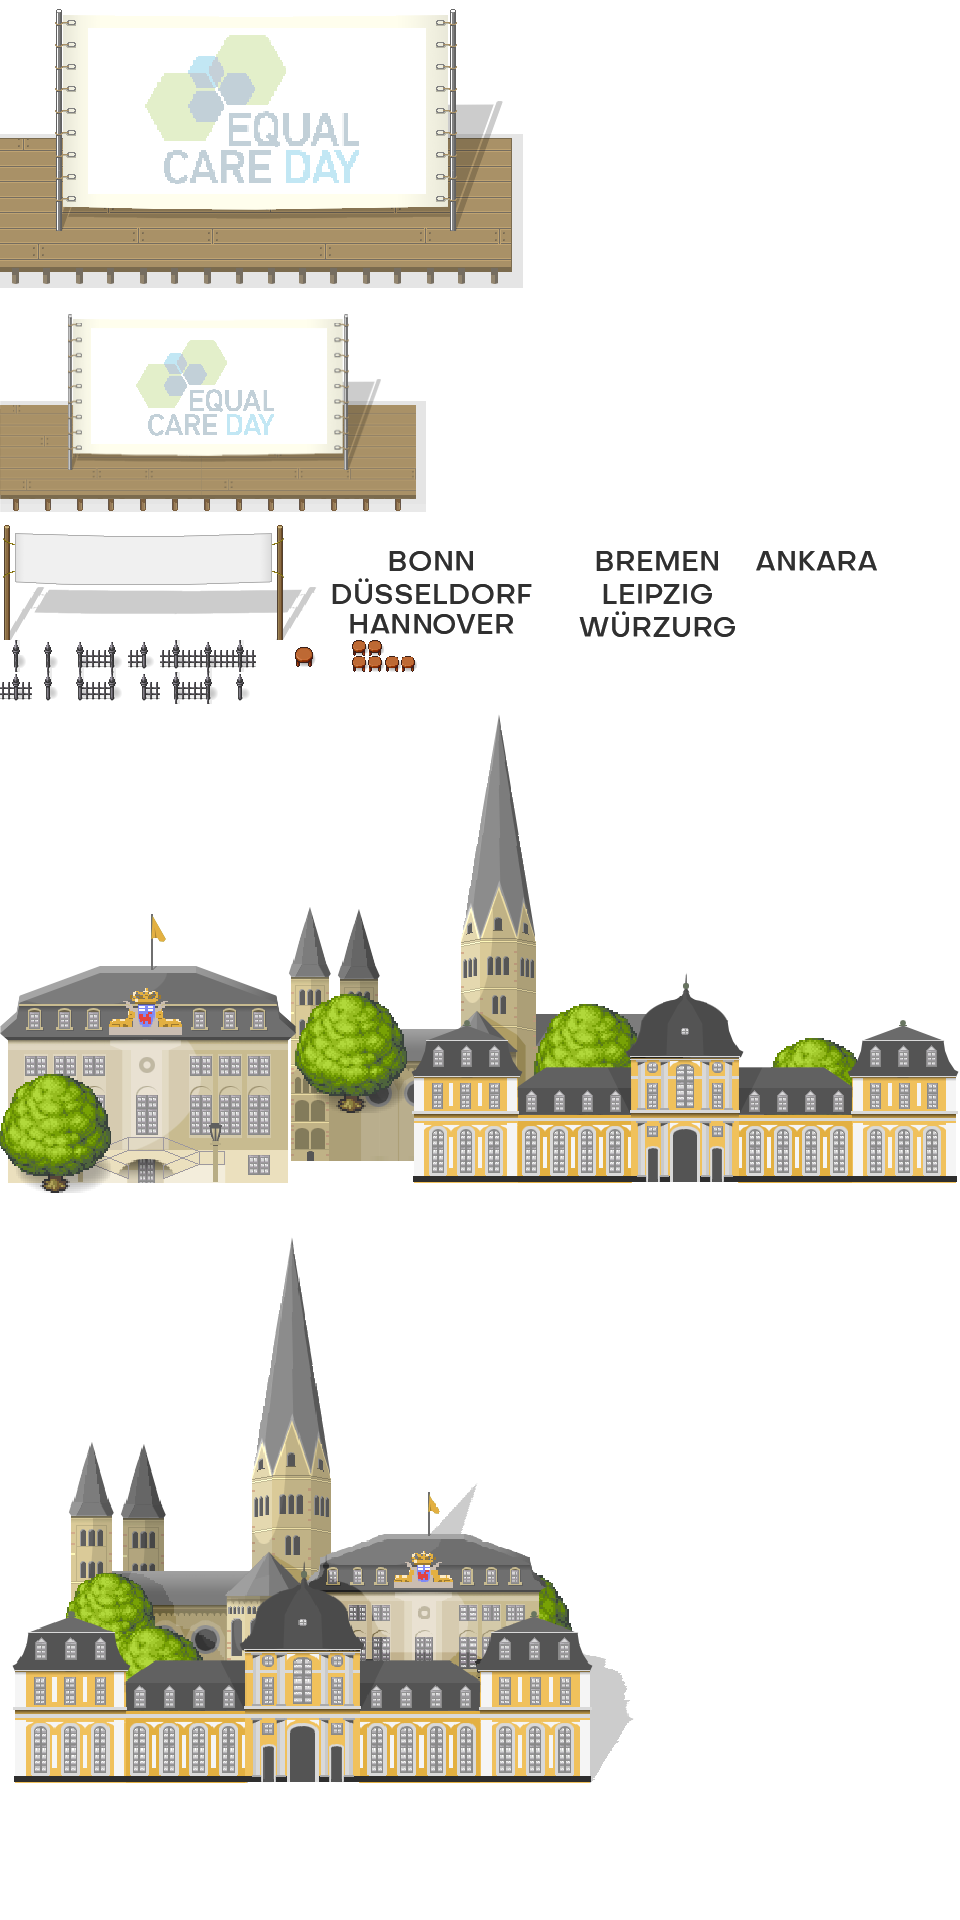 EQUAL
CARE DAY
EQUAL
CARE DAY
BONN
BREMEN
ANKARA
DÜSSELDORF
LEIPZIG
HANNOVER
WÜRZURG